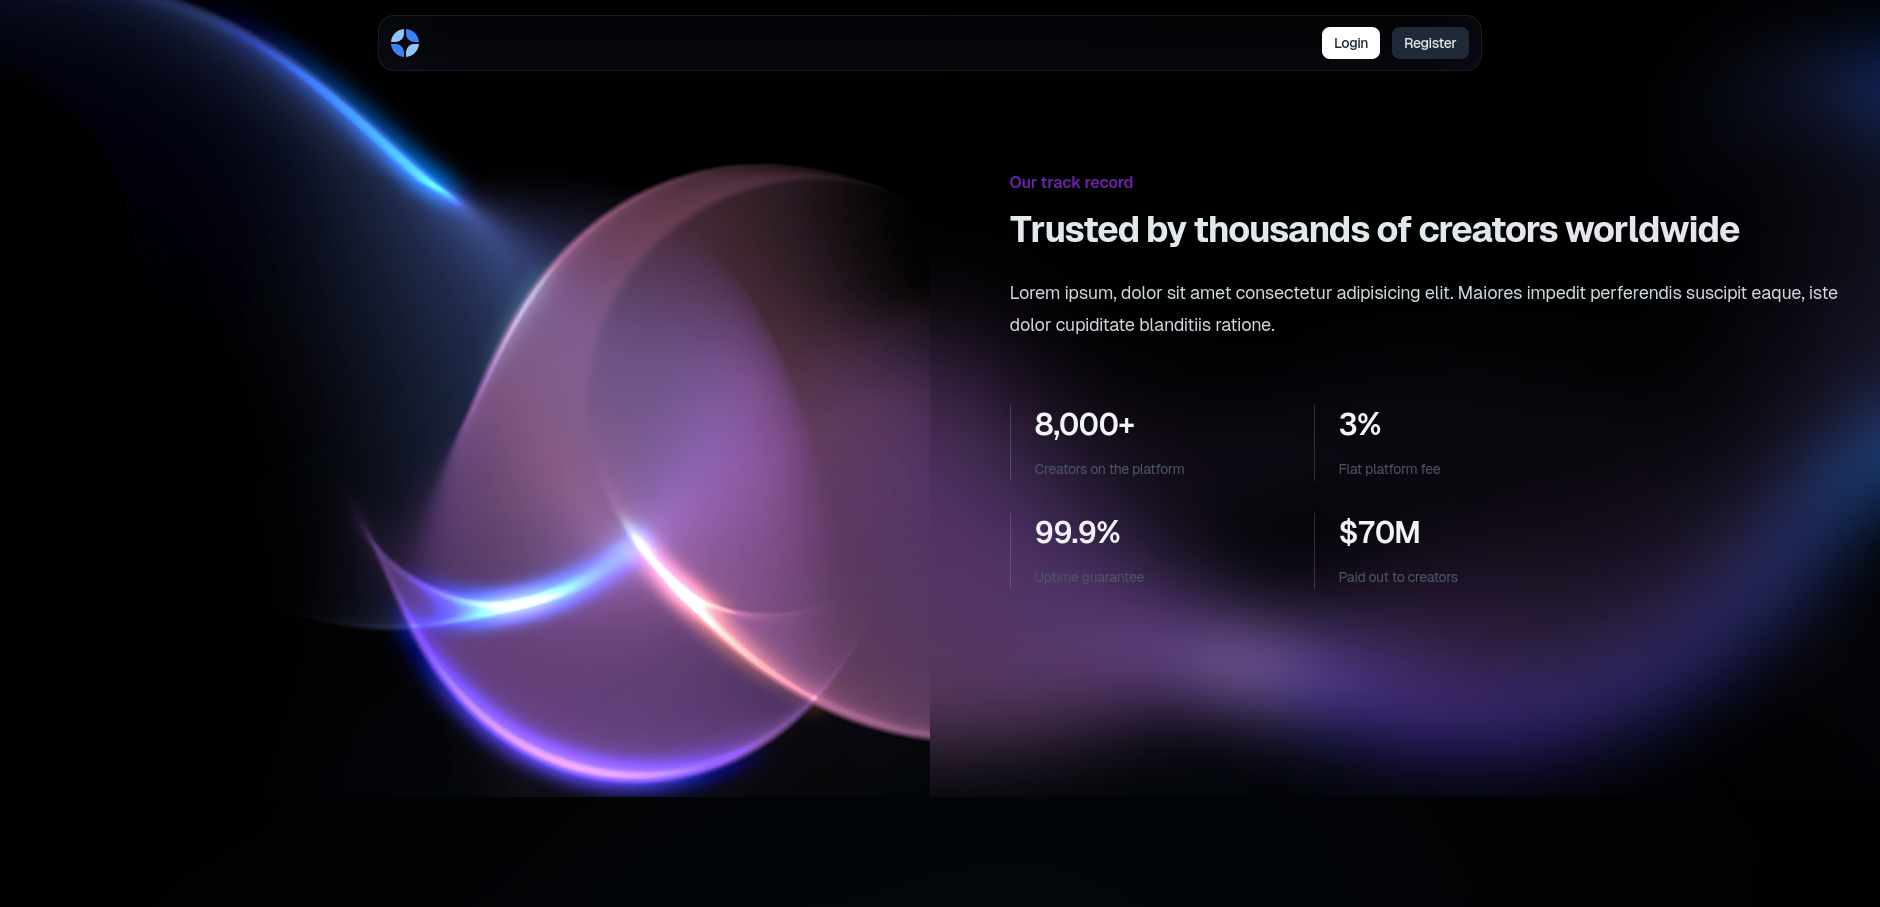 Login Register
Our track record
Trusted by thousands of creators worldwide
Lorem ipsum, dolor sit amet consectetur adipisicing elit. Maiores impedit perferendis suscipit eaque, iste
dolor cupiditate blanditiis ratione.
8,000+
Creators on the platform
3%
Flat platform fee
99.9%
Uptime guarantee
$70M
Paid out to creators